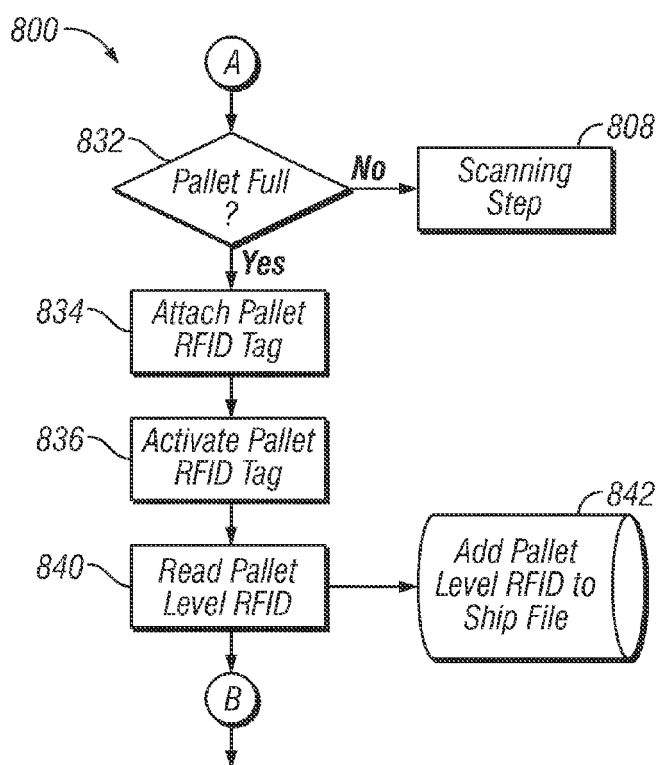 800
A
832
Pallet Full
?
No
808
Scanning
Step
Yes
834
Attach Pallet
RFID Tag
836
Activate Pallet
RFID Tag
842
840
Read Pallet
Level RFID
Add Pallet
Level RFID to
Ship File
B